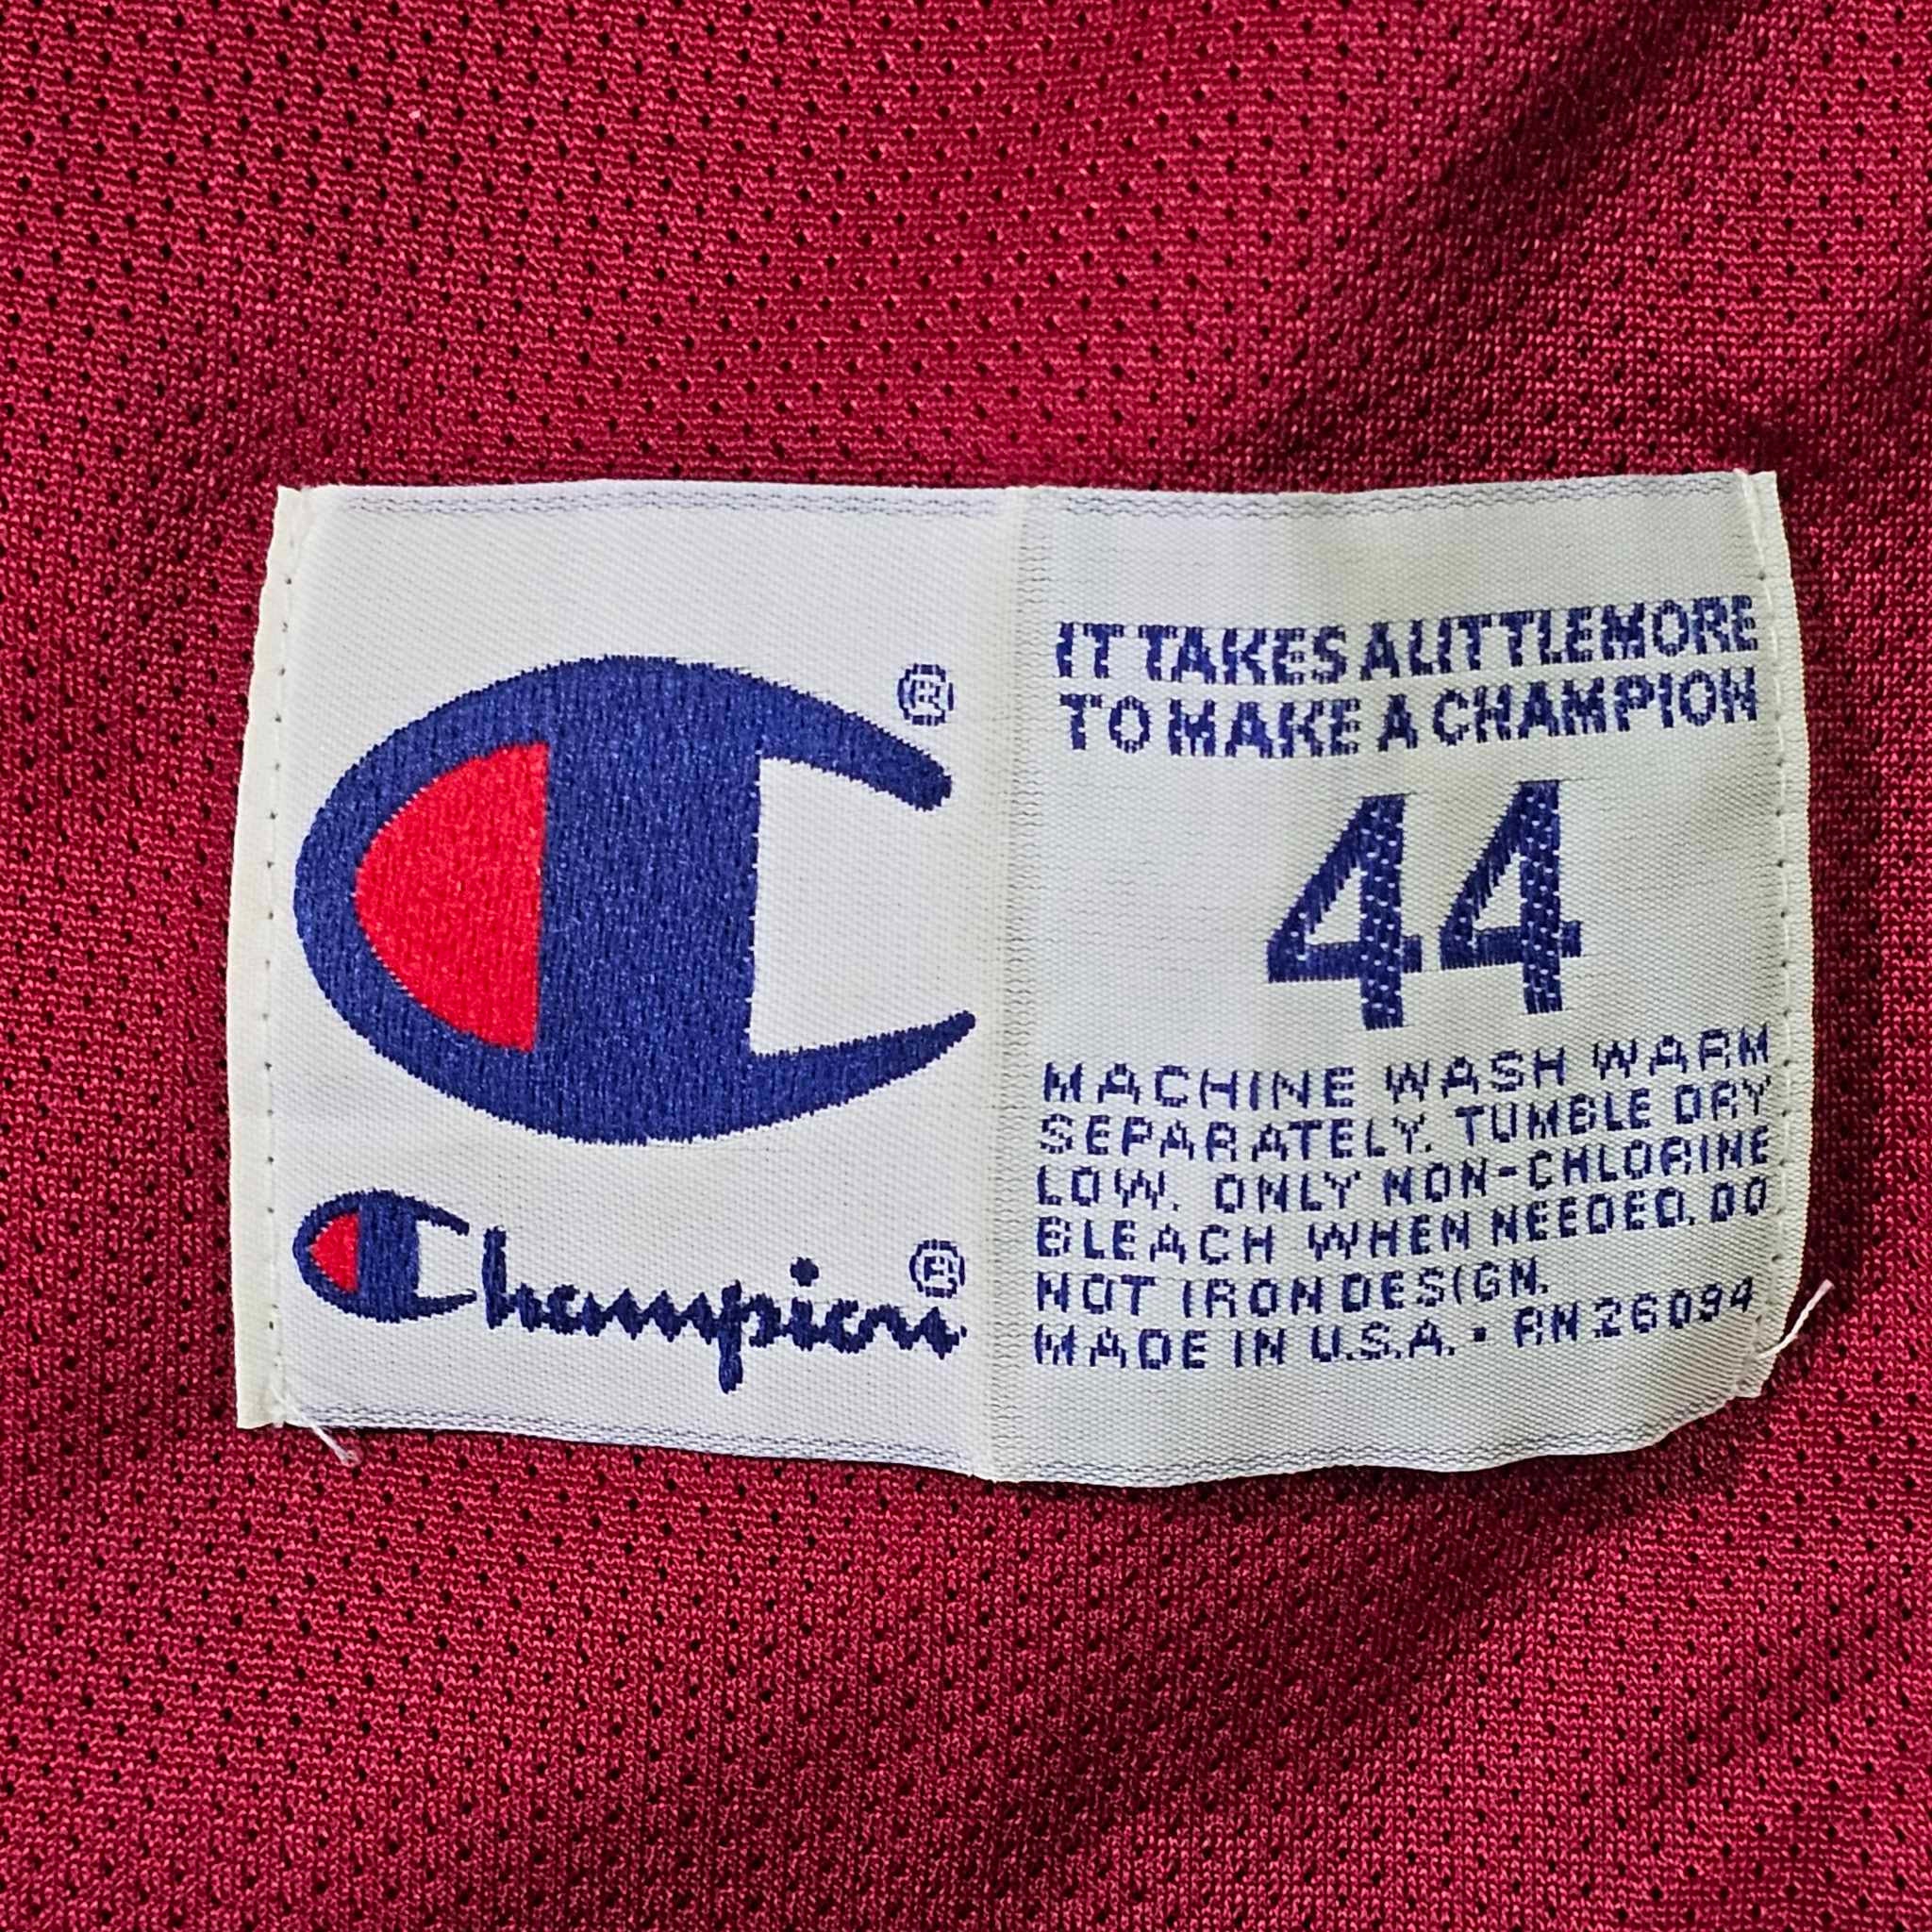 Champion®
IT TAKES A LITTLE MORE
TO MAKE A CHAMPION
44
MACHINE WASH WARM
SEPARATELY. TUMBLE DRY
LOW. ONLY NON-CHLORINE
BLEACH WHEN NEEDED. DO
NOT IRON DESIGN.
MADE IN U.S.A. • RN 26094